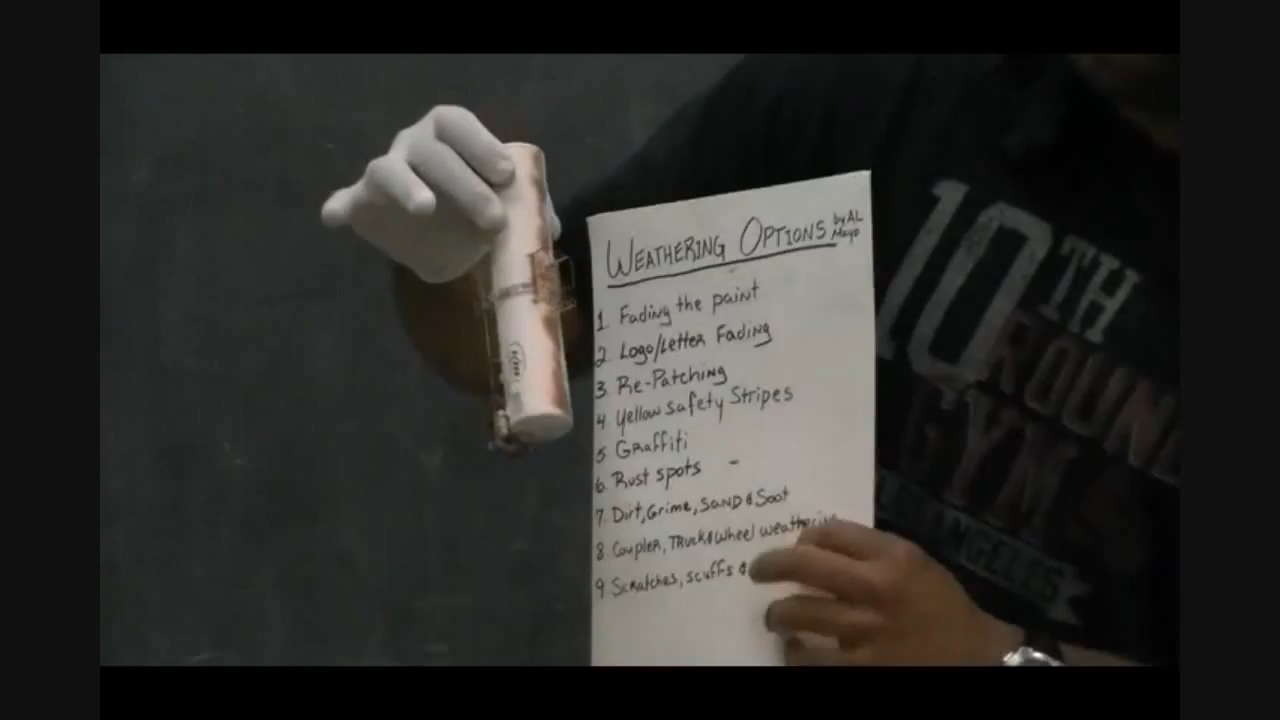 WEATHERING OPTIONS by AL Mayo
1. Fading the paint
2. Logo/Letter Fading
3. Re-Patching
4. Yellow safety Stripes
5. Graffiti
6. Rust spots -
7. Dirt, Grime, SAND & Soot
8. Coupler, TRuck & Wheel weathering
9. Scratches, scuffs &
10TH
ROUND
GYM
ANGELES